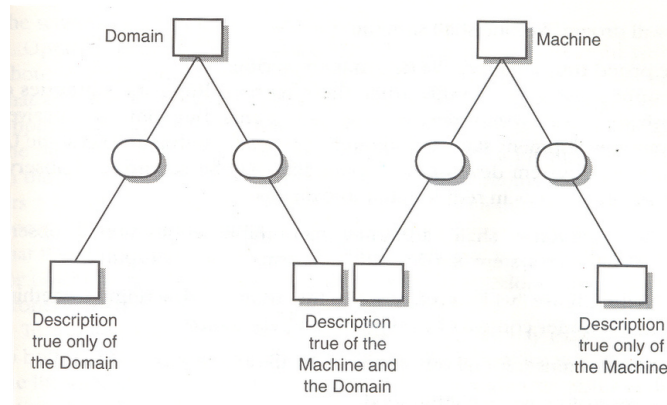 Domain
Machine
Description
true only of
the Domain
Description
true of the
Machine and
the Domain
Description
true only of
the Machine